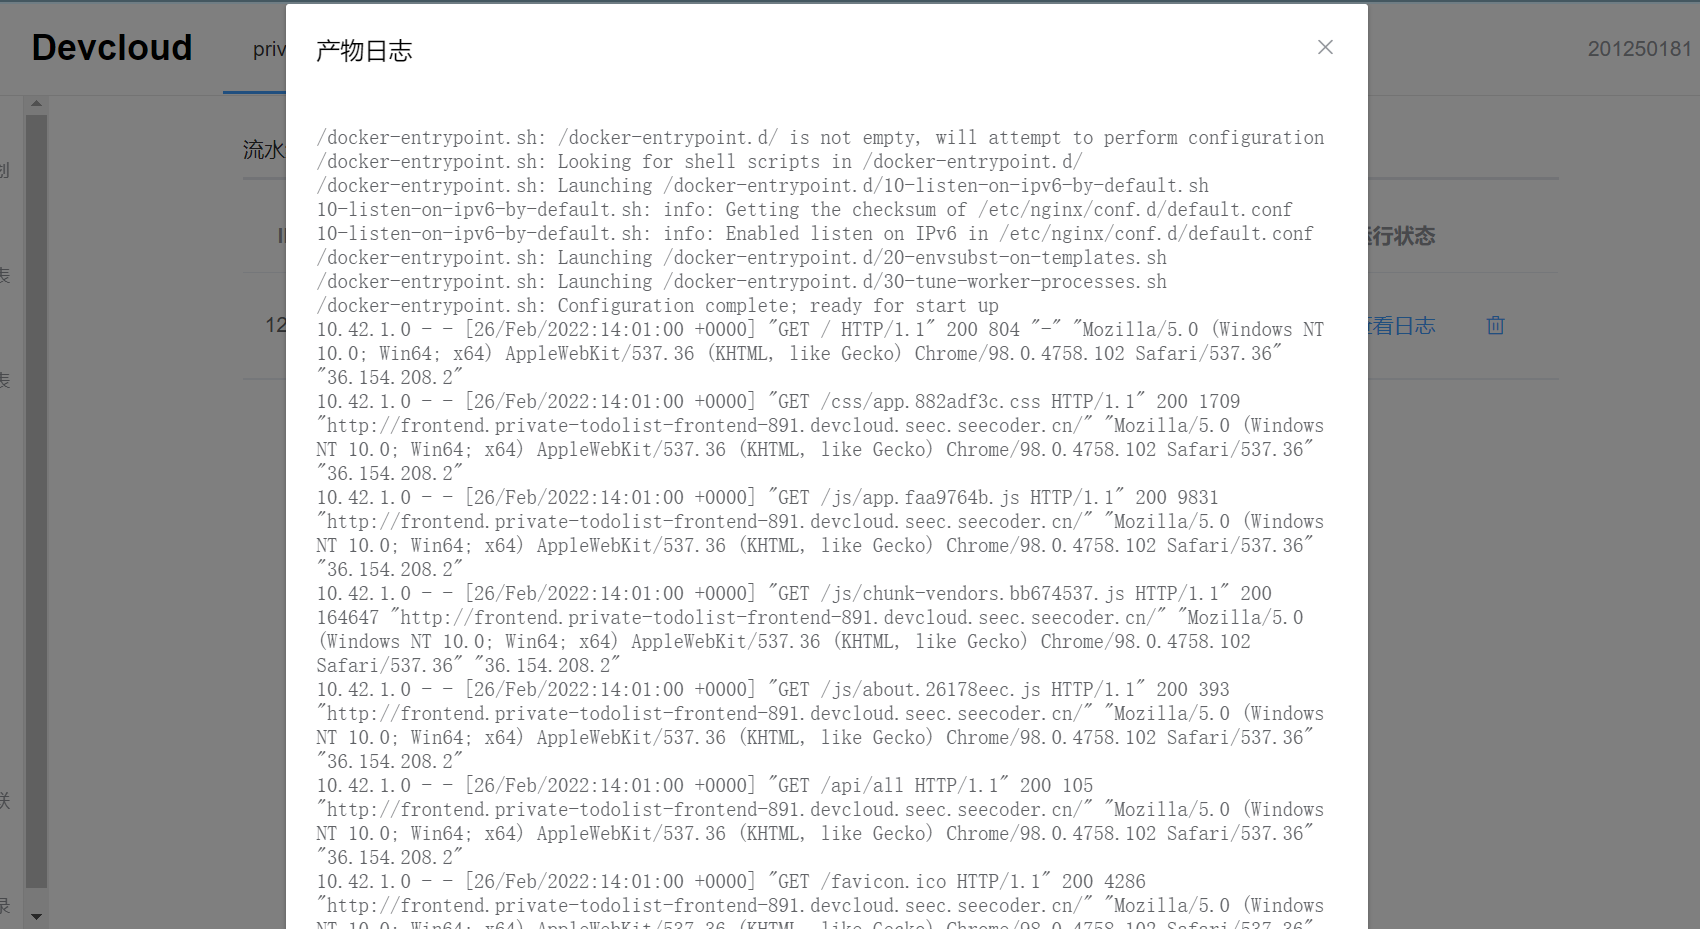 Devcloud
priv
201250181
产物日志
流水
划
表
表
联
录
12
行状态
看日志
/docker-entrypoint.sh: /docker-entrypoint.d/ is not empty, will attempt to perform configuration
/docker-entrypoint.sh: Looking for shell scripts in /docker-entrypoint.d/
/docker-entrypoint.sh: Launching /docker-entrypoint.d/10-listen-on-ipv6-by-default.sh
10-listen-on-ipv6-by-default.sh: info: Getting the checksum of /etc/nginx/conf.d/default.conf
10-listen-on-ipv6-by-default.sh: info: Enabled listen on IPv6 in /etc/nginx/conf.d/default.conf
/docker-entrypoint.sh: Launching /docker-entrypoint.d/20-envsubst-on-templates.sh
/docker-entrypoint.sh: Launching /docker-entrypoint.d/30-tune-worker-processes.sh
/docker-entrypoint.sh: Configuration complete; ready for start up
10.42.1.0 - - [26/Feb/2022:14:01:00 +0000] "GET / HTTP/1.1" 200 804 "-" "Mozilla/5.0 (Windows NT
10.0; Win64; x64) AppleWebKit/537.36 (KHTML, like Gecko) Chrome/98.0.4758.102 Safari/537.36"
"36.154.208.2"
10.42.1.0 - - [26/Feb/2022:14:01:00 +0000] "GET /css/app.882adf3c.css HTTP/1.1" 200 1709
"http://frontend.private-todolist-frontend-891.devcloud.seec.seecoder.cn/" "Mozilla/5.0 (Windows
NT 10.0; Win64; x64) AppleWebKit/537.36 (KHTML, like Gecko) Chrome/98.0.4758.102 Safari/537.36"
"36.154.208.2"
10.42.1.0 - - [26/Feb/2022:14:01:00 +0000] "GET /js/app.faa9764b.js HTTP/1.1" 200 9831
"http://frontend.private-todolist-frontend-891.devcloud.seec.seecoder.cn/" "Mozilla/5.0 (Windows
NT 10.0; Win64; x64) AppleWebKit/537.36 (KHTML, like Gecko) Chrome/98.0.4758.102 Safari/537.36"
"36.154.208.2"
10.42.1.0 - - [26/Feb/2022:14:01:00 +0000] "GET /js/chunk-vendors.bb674537.js HTTP/1.1" 200
164647 "http://frontend.private-todolist-frontend-891.devcloud.seec.seecoder.cn/" "Mozilla/5.0
(Windows NT 10.0; Win64; x64) AppleWebKit/537.36 (KHTML, like Gecko) Chrome/98.0.4758.102
Safari/537.36" "36.154.208.2"
10.42.1.0 - - [26/Feb/2022:14:01:00 +0000] "GET /js/about.26178eec.js HTTP/1.1" 200 393
"http://frontend.private-todolist-frontend-891.devcloud.seec.seecoder.cn/" "Mozilla/5.0 (Windows
NT 10.0; Win64; x64) AppleWebKit/537.36 (KHTML, like Gecko) Chrome/98.0.4758.102 Safari/537.36"
"36.154.208.2"
10.42.1.0 - - [26/Feb/2022:14:01:00 +0000] "GET /api/all HTTP/1.1" 200 105
"http://frontend.private-todolist-frontend-891.devcloud.seec.seecoder.cn/" "Mozilla/5.0 (Windows
NT 10.0; Win64; x64) AppleWebKit/537.36 (KHTML, like Gecko) Chrome/98.0.4758.102 Safari/537.36"
"36.154.208.2"
10.42.1.0 - - [26/Feb/2022:14:01:00 +0000] "GET /favicon.ico HTTP/1.1" 200 4286
"http://frontend.private-todolist-frontend-891.devcloud.seec.seecoder.cn/" "Mozilla/5.0 (Windows
NT 10.0; Win64; x64) AppleWebKit/537.36 (KHTML, like Gecko) Chrome/98.0.4758.102 Safari/537.36"